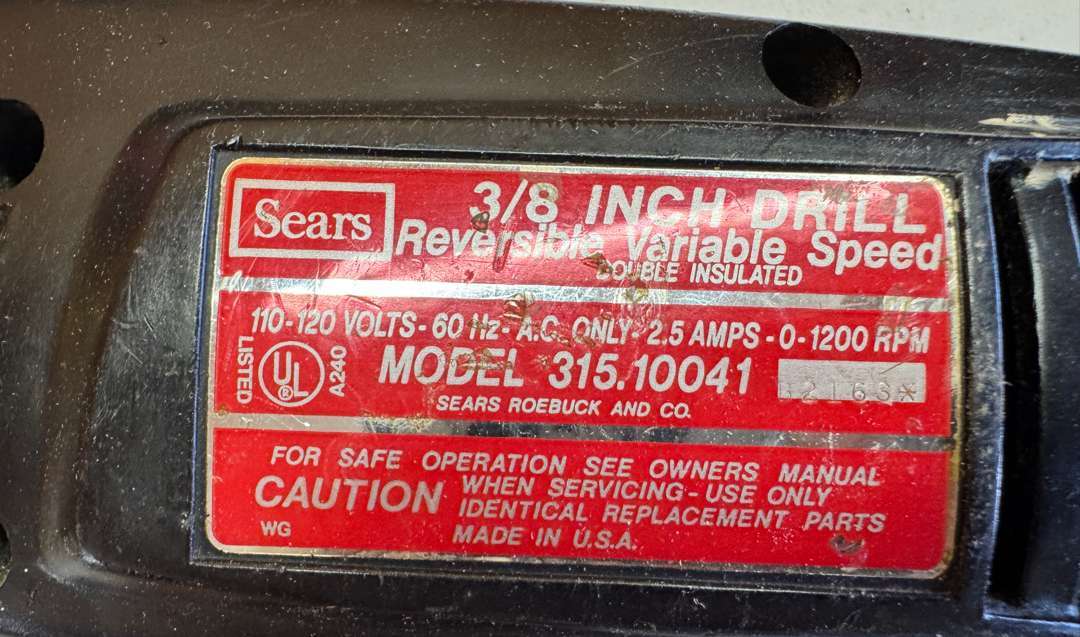 Sears
3/8 INCH DRILL
Reversible Variable Speed
DOUBLE INSULATED
110-120 VOLTS - 60 Hz - A.C. ONLY - 2.5 AMPS - 0-1200 RPM
LISTED
UL
®
A240
MODEL 315.10041
SEARS ROEBUCK AND CO.
FOR SAFE OPERATION SEE OWNERS MANUAL
CAUTION
WHEN SERVICING - USE ONLY
IDENTICAL REPLACEMENT PARTS
WG
MADE IN U.S.A.